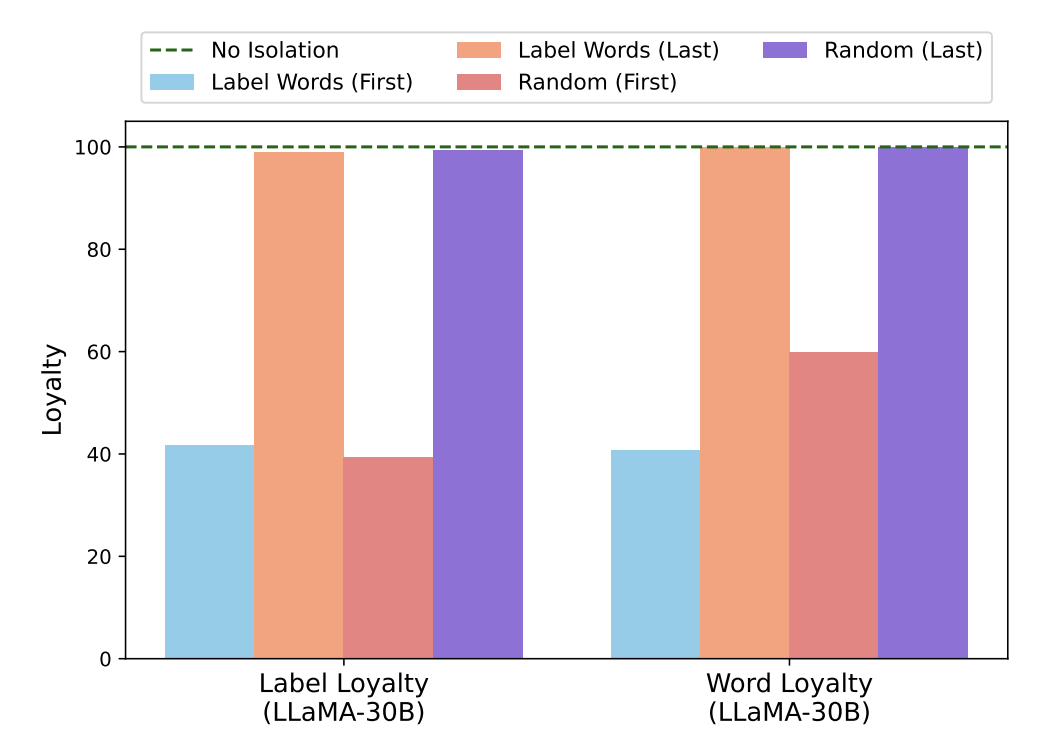 No Isolation
Label Words (First)
Label Words (Last)
Random (First)
Random (Last)
100
80
60
40
20
0
Loyalty
Label Loyalty
(LLaMA-30B)
Word Loyalty
(LLaMA-30B)